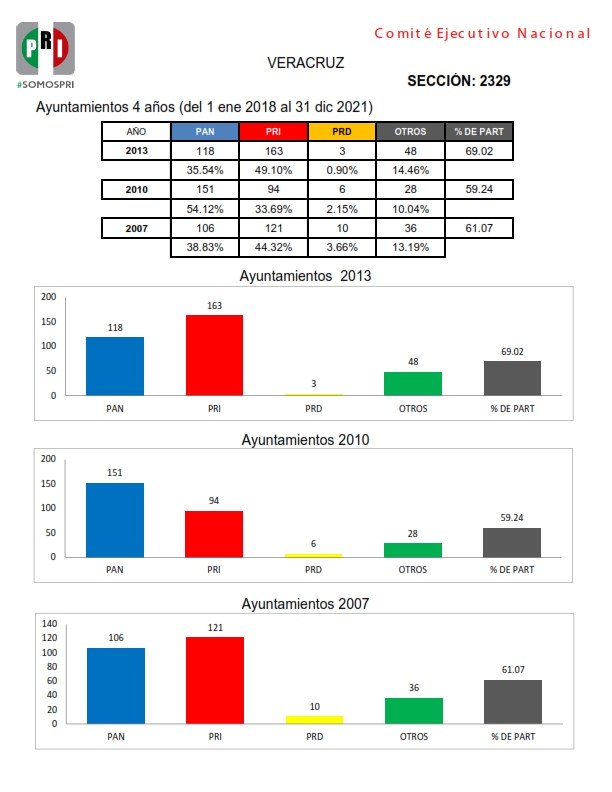 PRI
Comité Ejecutivo Nacional
#SOMOSPRI
VERACRUZ
SECCIÓN: 2329
Ayuntamientos 4 años (del 1 ene 2018 al 31 dic 2021)
AÑO PAN PRI PRD OTROS % DE PART
2013 118 163 3 48 69.02
35.54% 49.10% 0.90% 14.46%
2010 151 94 6 28 59.24
54.12% 33.69% 2.15% 10.04%
2007 106 121 10 36 61.07
38.83% 44.32% 3.66% 13.19%
Ayuntamientos 2013
200
150
100
50
0
118 163 3 48 69.02
PAN PRI PRD OTROS % DE PART
Ayuntamientos 2010
200
150
100
50
0
151 94 6 28 59.24
PAN PRI PRD OTROS % DE PART
Ayuntamientos 2007
140
120
100
80
60
40
20
0
106 121 10 36 61.07
PAN PRI PRD OTROS % DE PART